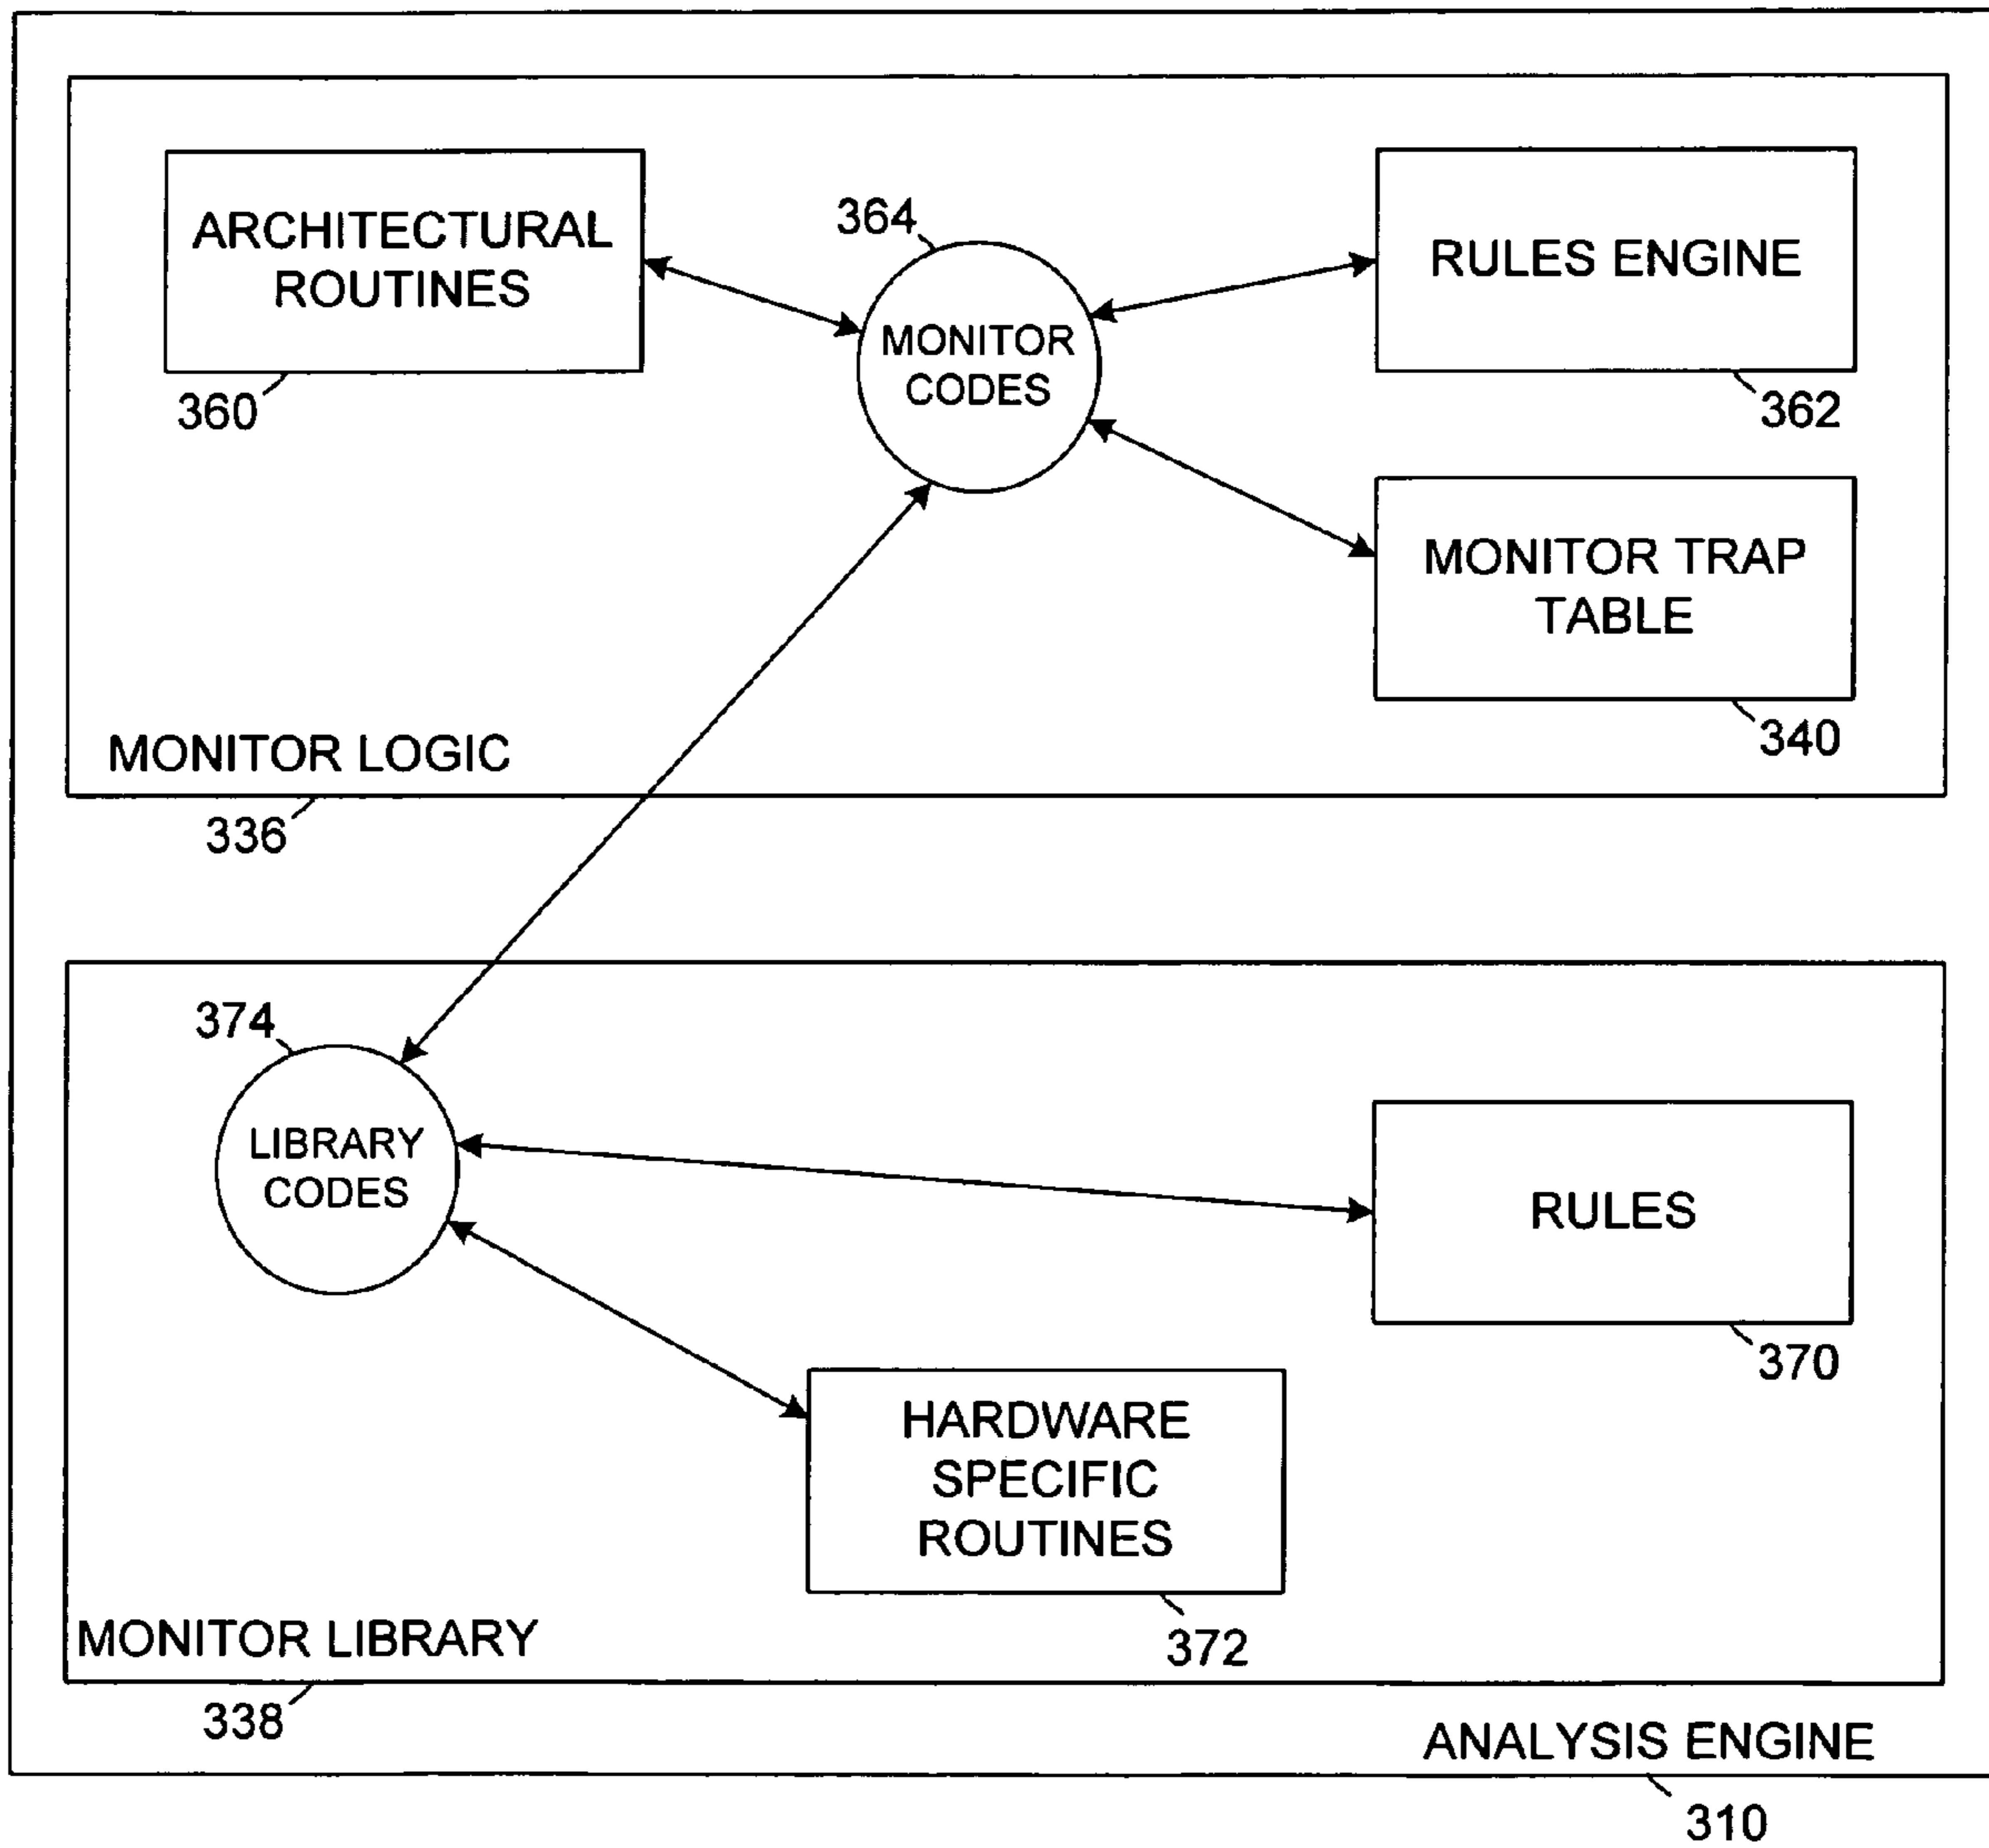 ARCHITECTURAL
ROUTINES
360
364
MONITOR
CODES
RULES ENGINE
362
MONITOR TRAP
TABLE
340
MONITOR LOGIC
336
374
LIBRARY
CODES
RULES
370
HARDWARE
SPECIFIC
ROUTINES
372
MONITOR LIBRARY
338
ANALYSIS ENGINE
310